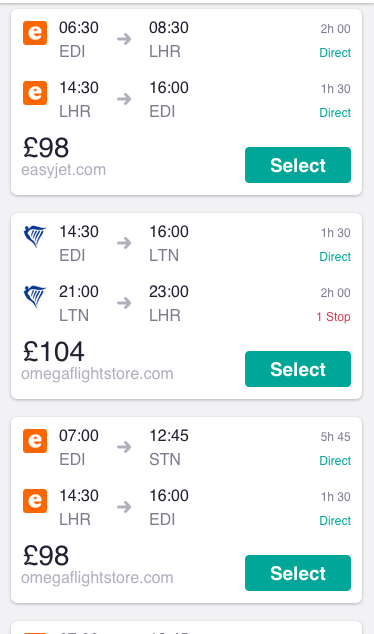 06:30 → 08:30 2h 00
EDI LHR Direct
14:30 → 16:00 1h 30
LHR EDI Direct
£98
easyjet.com
Select
14:30 → 16:00 1h 30
EDI LTN Direct
21:00 → 23:00 2h 00
LTN LHR 1 Stop
£104
omegaflightstore.com
Select
07:00 → 12:45 5h 45
EDI STN Direct
14:30 → 16:00 1h 30
LHR EDI Direct
£98
omegaflightstore.com
Select